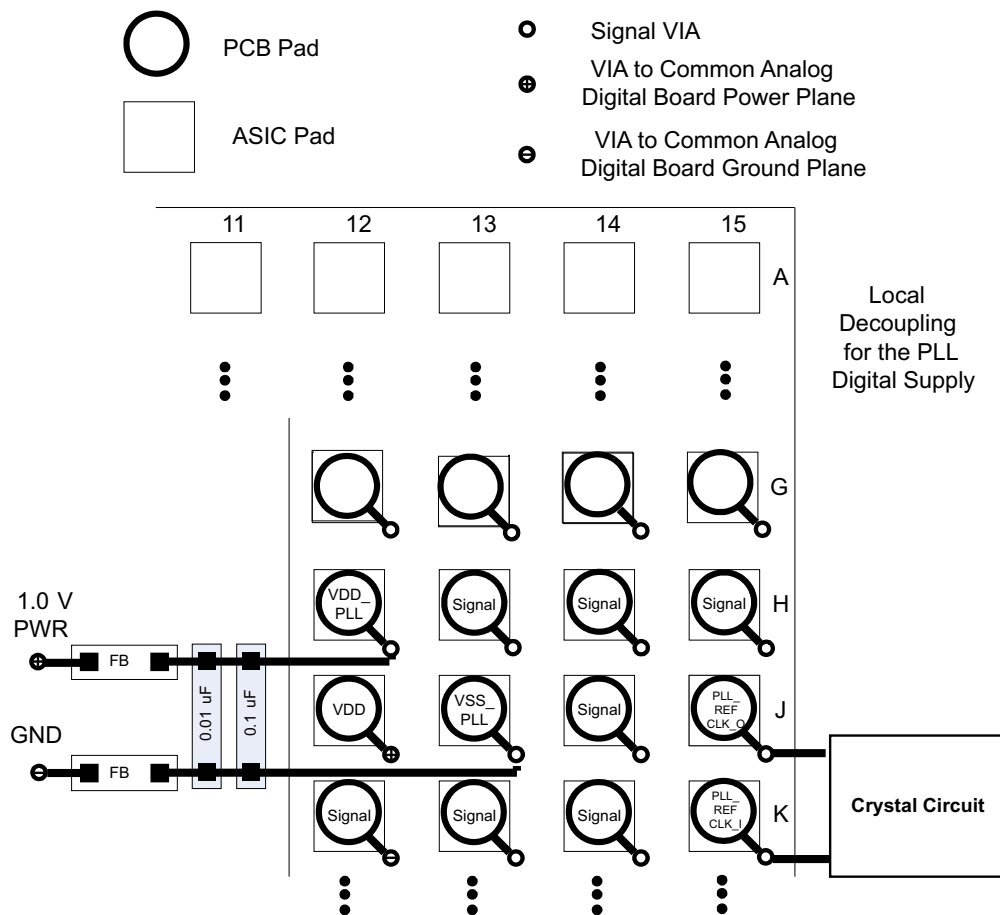 PCB Pad
ASIC Pad
Signal VIA
VIA to Common Analog
Digital Board Power Plane
VIA to Common Analog
Digital Board Ground Plane
11 12 13 14 15
A
Local
Decoupling
for the PLL
Digital Supply
G
VDD_
PLL
Signal
Signal
Signal
H
1.0 V
PWR
FB
0.01 uF
0.1 uF
VDD
VSS_
PLL
Signal
PLL_
REF
CLK_O
J
GND
FB
Signal
Signal
Signal
PLL_
REF
CLK_I
K
Crystal Circuit